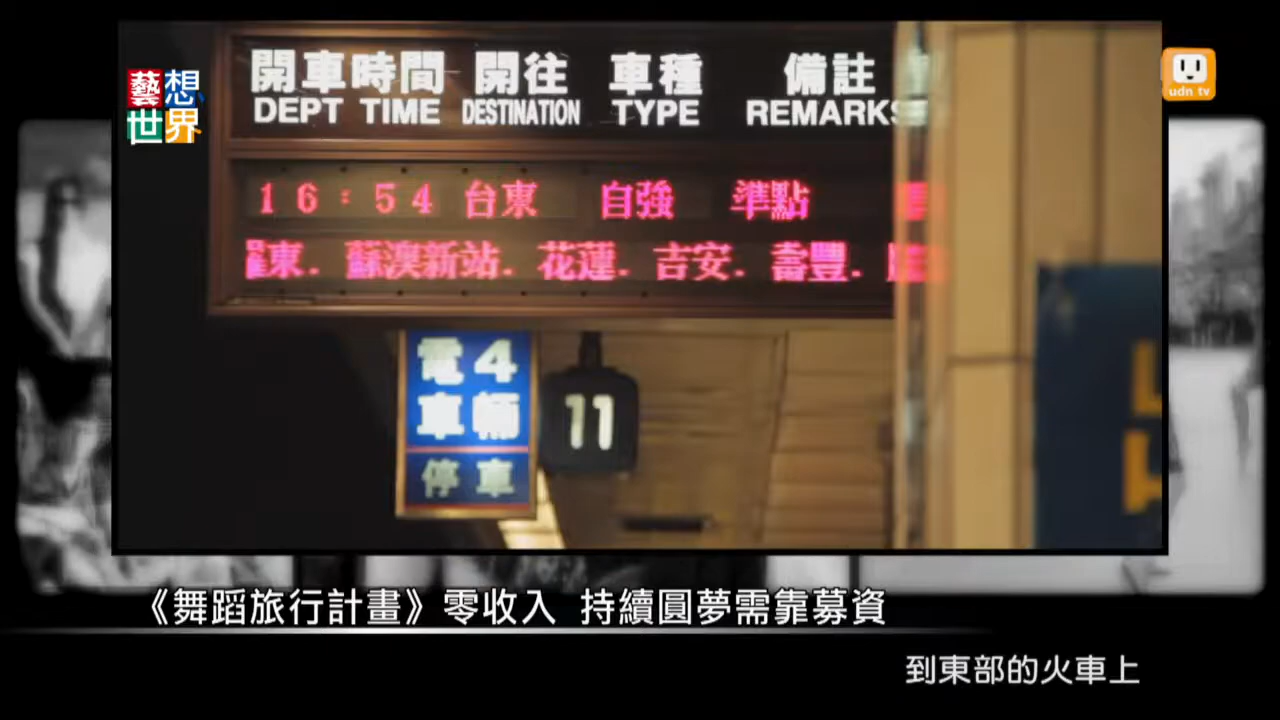 藝想
世界
udn tv
開車時間 開往 車種 備註
DEPT TIME DESTINATION TYPE REMARKS
16:54 台東 自強 準點
羅東. 蘇澳新站. 花蓮. 吉安. 壽豐.
電4
車輛
停車
11
《舞蹈旅行計畫》零收入 持續圓夢需靠募資
到東部的火車上